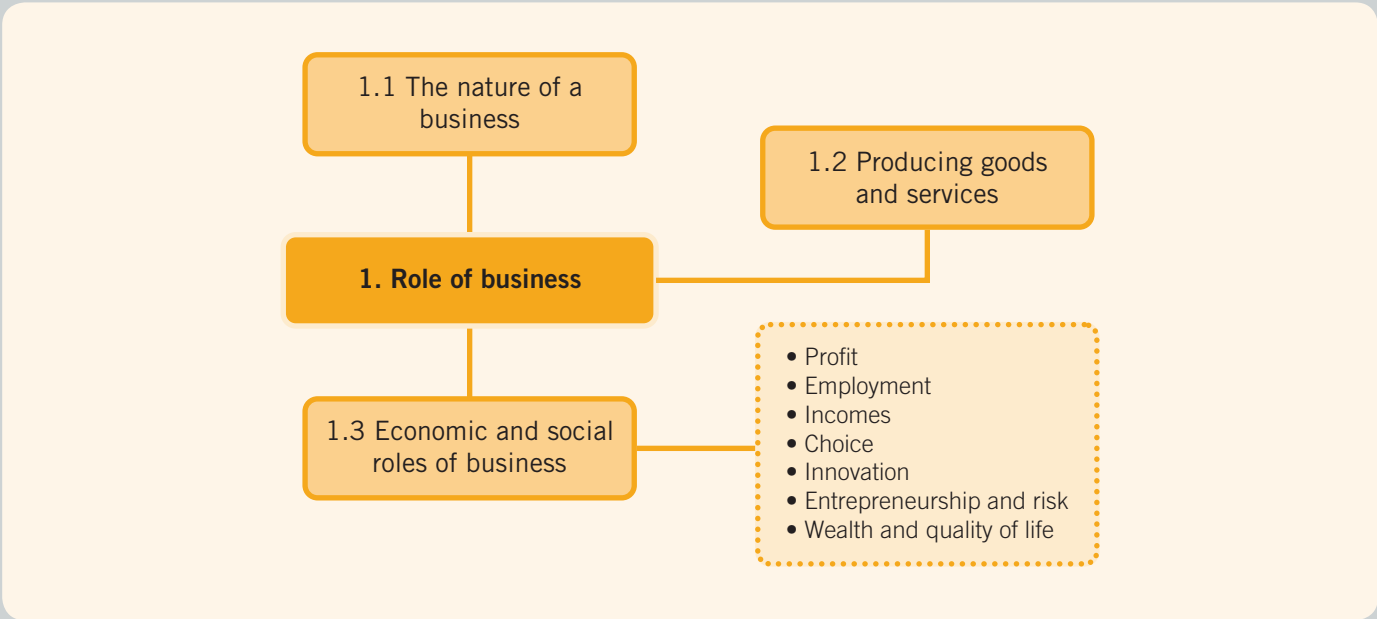 1.1 The nature of a
business
1.2 Producing goods
and services
1. Role of business
1.3 Economic and social
roles of business
• Profit
• Employment
• Incomes
• Choice
• Innovation
• Entrepreneurship and risk
• Wealth and quality of life